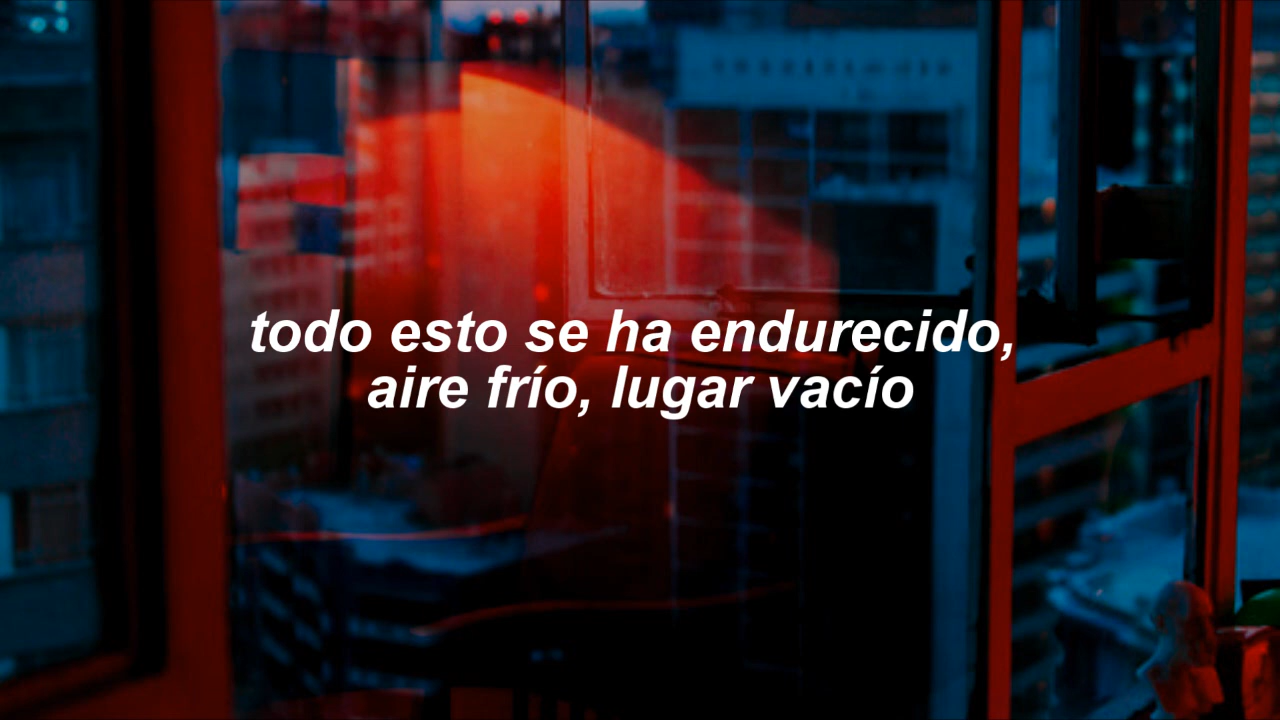 todo esto se ha endurecido,
aire frío, lugar vacío